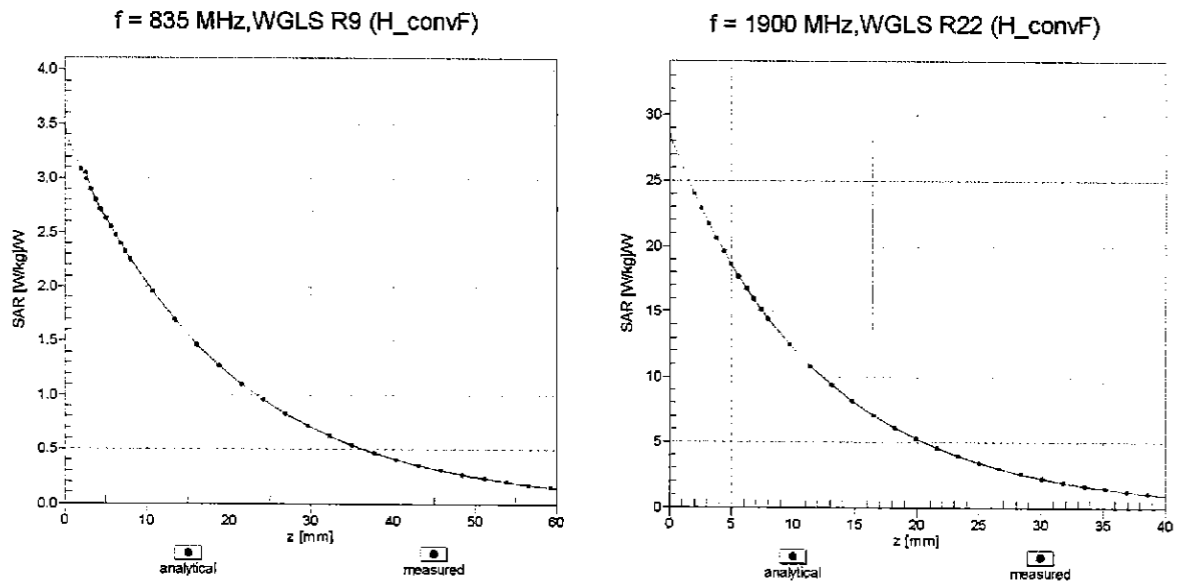 f = 835 MHz,WGLS R9 (H_convF)
SAR [W/kg]/W
4.0
3.5
3.0
2.5
2.0
1.5
1.0
0.5
0.0
0 10 20 30 40 50 60
z [mm]
analytical measured
f = 1900 MHz,WGLS R22 (H_convF)
SAR [W/kg]/W
30
25
20
15
10
5
0
0 5 10 15 20 25 30 35 40
z [mm]
analytical measured